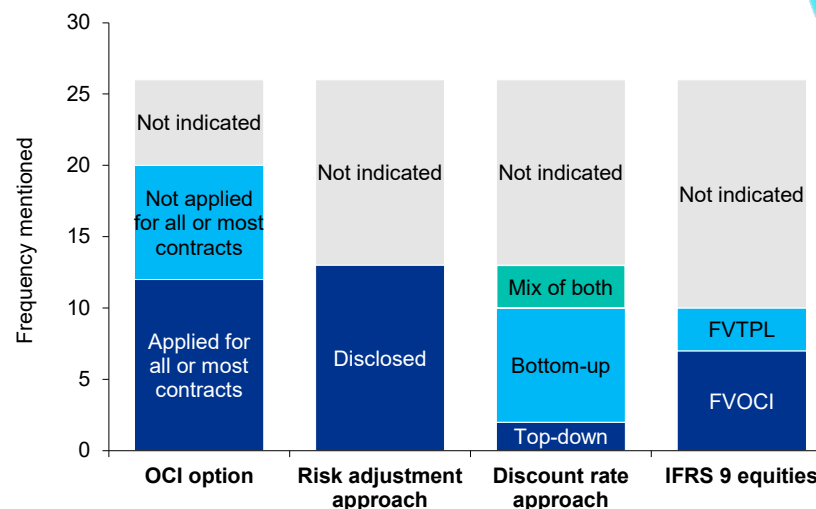 Frequency mentioned
30
25
20
15
10
5
0
Not indicated
Not applied
for all or most
contracts
Applied for
all or most
contracts
OCI option
Not indicated
Disclosed
Risk adjustment
approach
Not indicated
Mix of both
Bottom-up
Top-down
Discount rate
approach
Not indicated
FVTPL
FVOCI
IFRS 9 equities